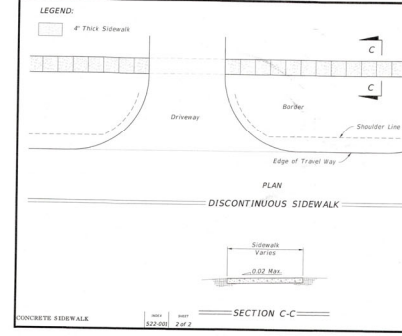 LEGEND:
4" Thick Sidewalk
C
C
Driveway
Border
Shoulder Line
Edge of Travel Way
PLAN
DISCONTINUOUS SIDEWALK
Sidewalk
Varies
0.02 Max.
SECTION C-C
CONCRETE SIDEWALK
INDEX
522-001
SHEET
2 of 2